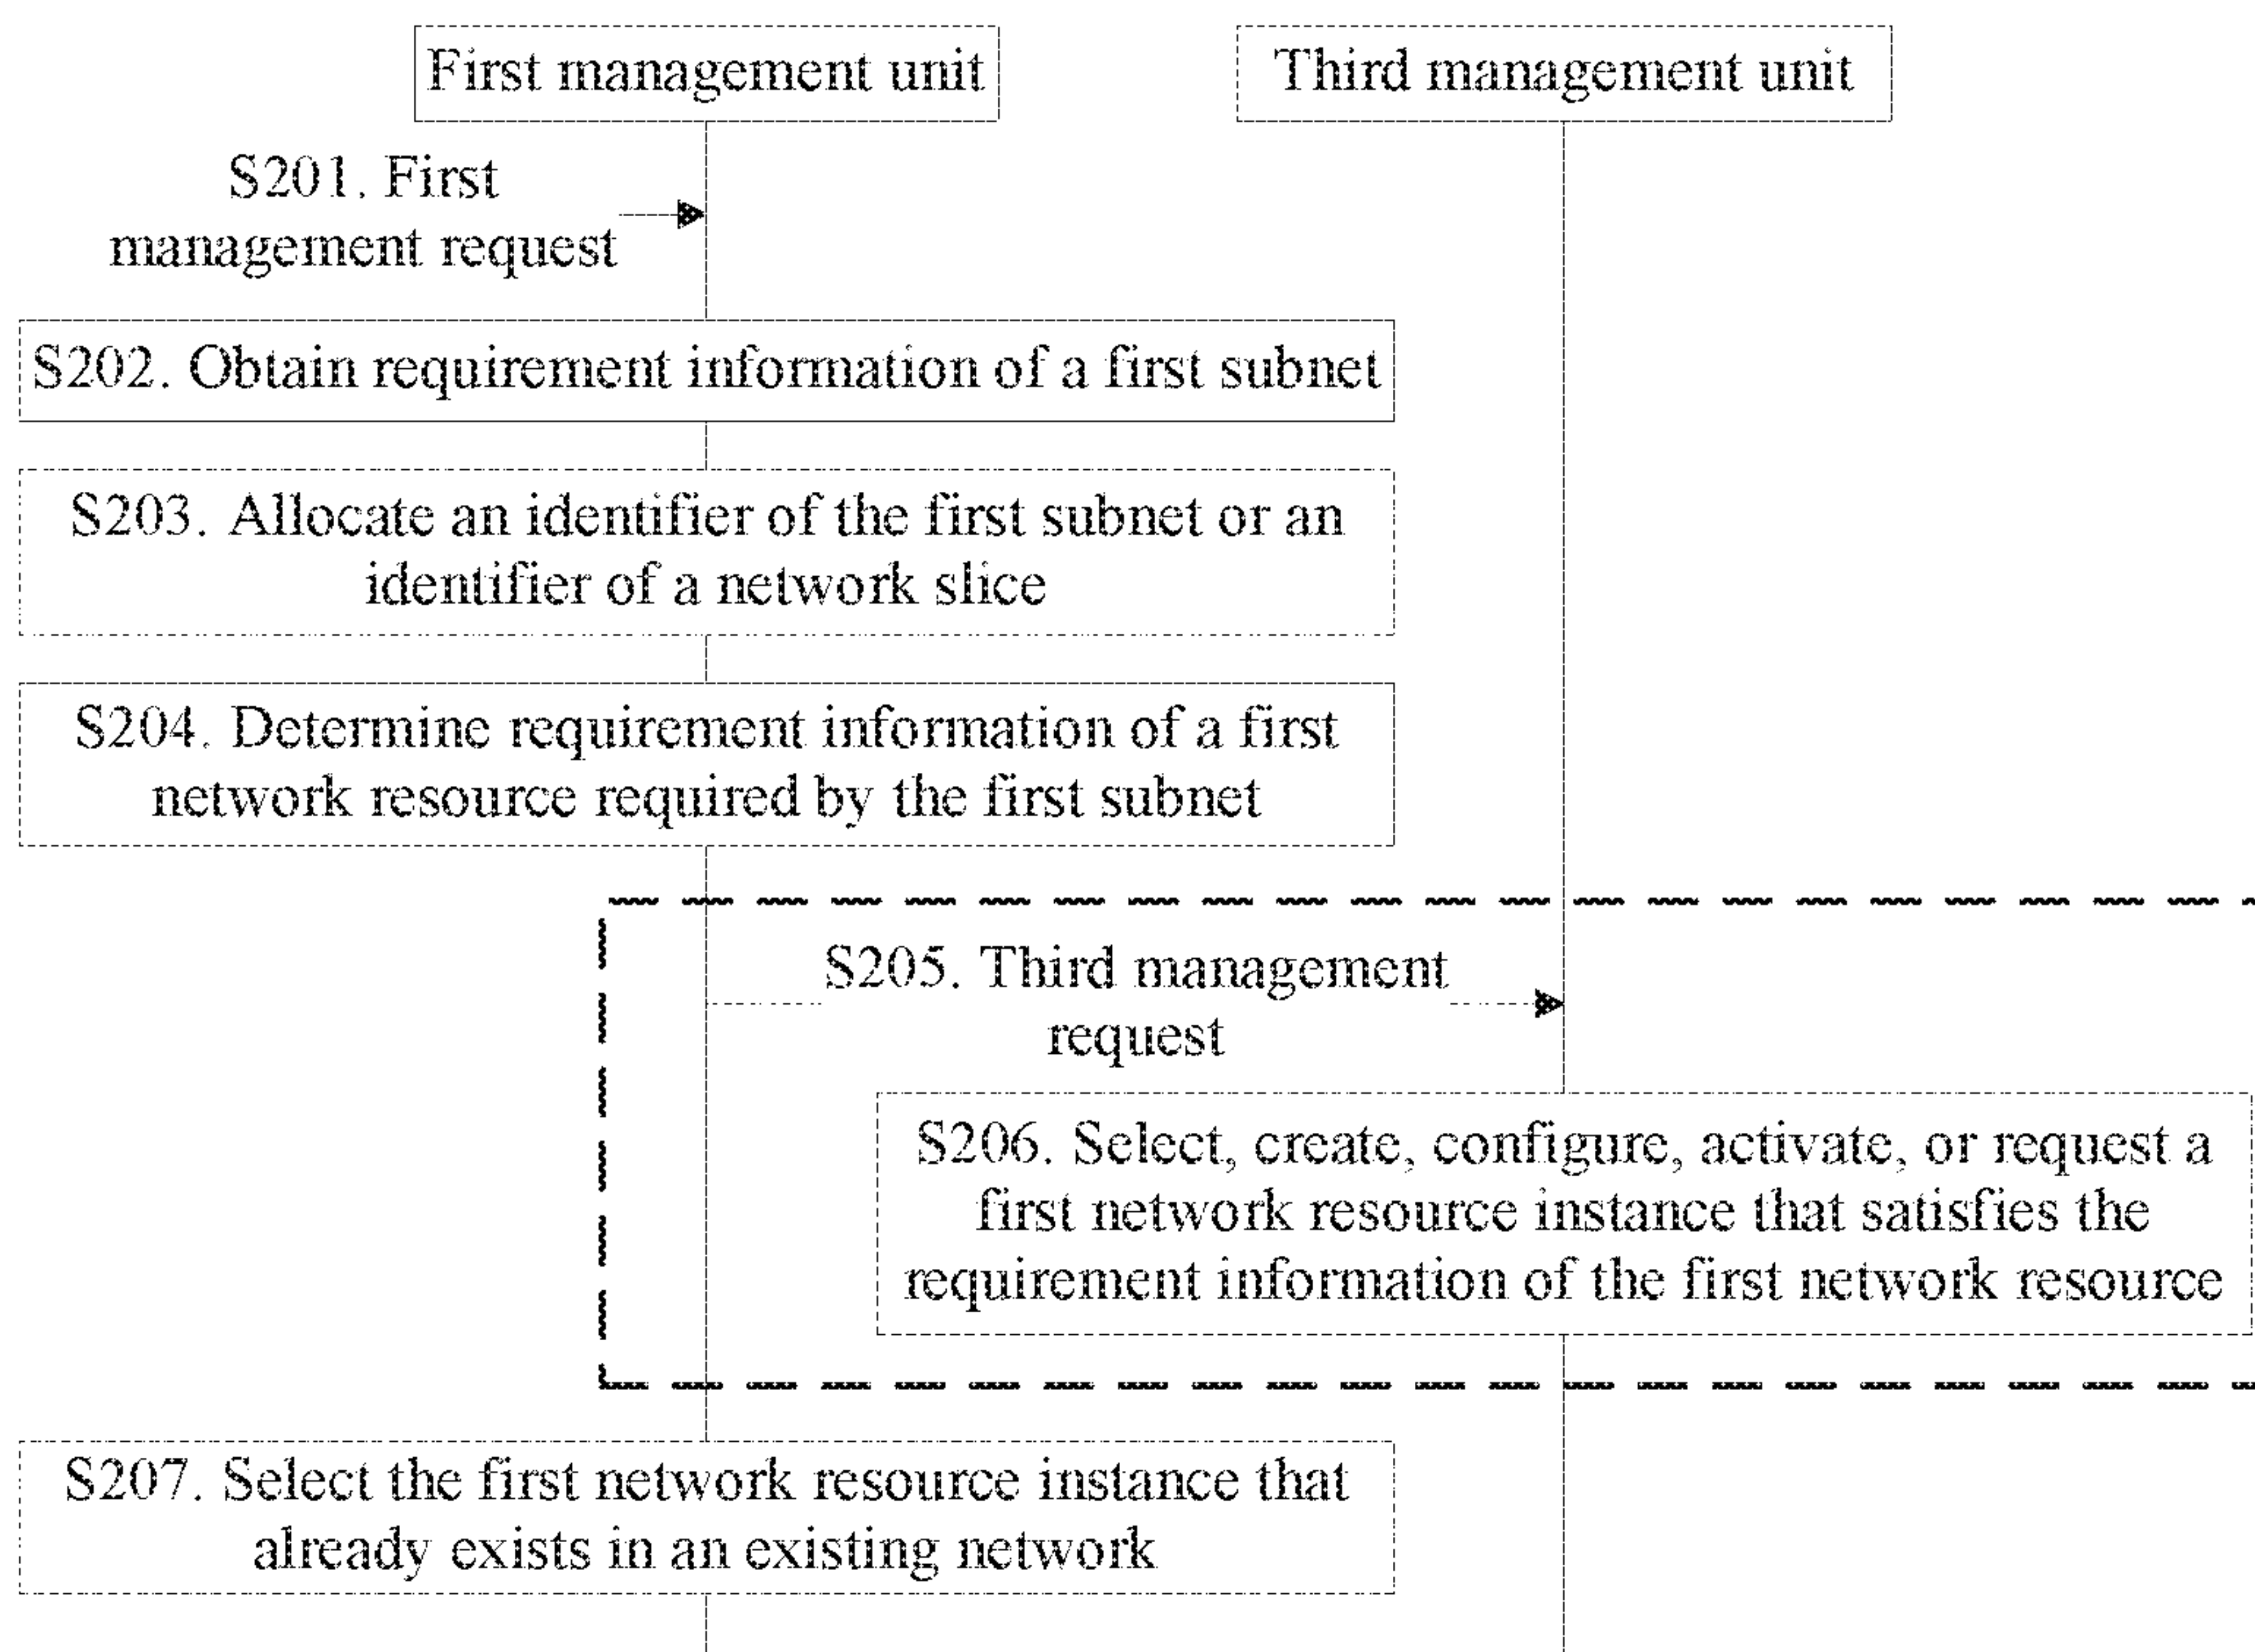 First management unit
Third management unit
S201. First
management request
S202. Obtain requirement information of a first subnet
S203. Allocate an identifier of the first subnet or an
identifier of a network slice
S204. Determine requirement information of a first
network resource required by the first subnet
S205. Third management
request
S206. Select, create, configure, activate, or request a
first network resource instance that satisfies the
requirement information of the first network resource
S207. Select the first network resource instance that
already exists in an existing network